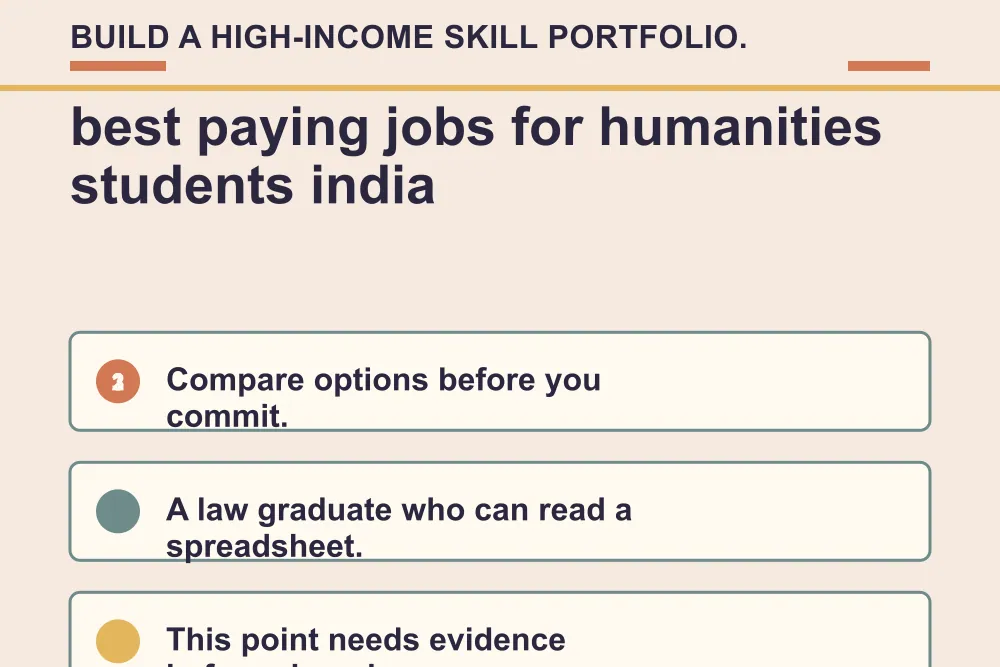 BUILD A HIGH-INCOME SKILL PORTFOLIO.
best paying jobs for humanities
students india
Compare options before you
commit.
A law graduate who can read a
spreadsheet.
This point needs evidence